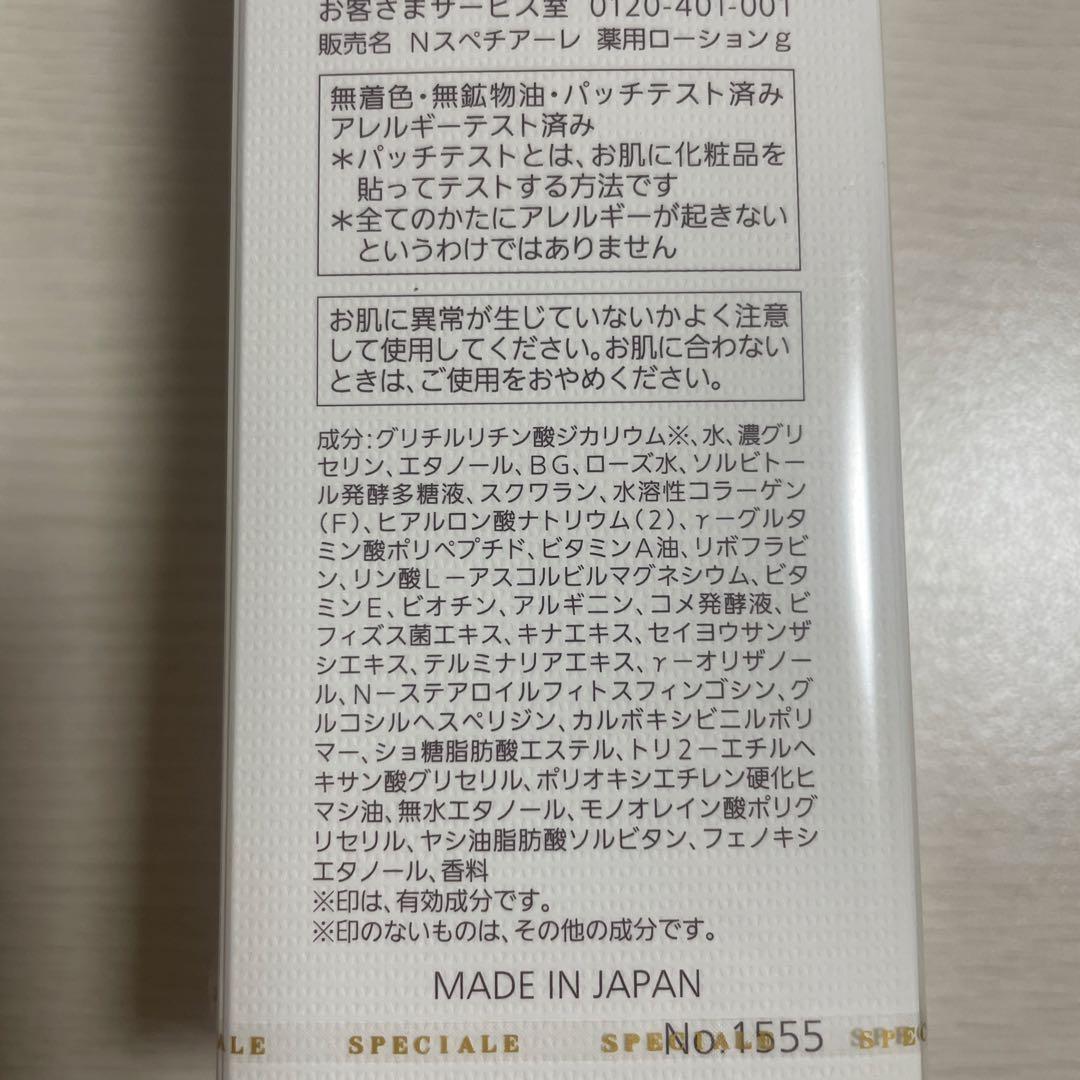 お客さまサービス室 0120-401-001
販売名 Nスペチアーレ 薬用ローションg
無着色・無鉱物油・パッチテスト済み
アレルギーテスト済み
＊パッチテストとは、お肌に化粧品を
貼ってテストする方法です
＊全てのかたにアレルギーが起きない
というわけではありません
お肌に異常が生じていないかよく注意
して使用してください。お肌に合わない
ときは、ご使用をおやめください。
成分:グリチルリチン酸ジカリウム※、水、濃グリ
セリン、エタノール、BG、ローズ水、ソルビトー
ル発酵多糖液、スクワラン、水溶性コラーゲン
(F)、ヒアルロン酸ナトリウム(2)、γーグルタ
ミン酸ポリペプチド、ビタミンA油、リボフラビ
ン、リン酸Lーアスコルビルマグネシウム、ビタ
ミンE、ビオチン、アルギニン、コメ発酵液、ビ
フィズス菌エキス、キナエキス、セイヨウサンザ
シエキス、テルミナリアエキス、γーオリザノー
ル、Nーステアロイルフィトスフィンゴシン、グ
ルコシルヘスペリジン、カルボキシビニルポリ
マー、ショ糖脂肪酸エステル、トリ2ーエチルヘ
キサン酸グリセリル、ポリオキシエチレン硬化ヒ
マシ油、無水エタノール、モノオレイン酸ポリグ
リセリル、ヤシ油脂肪酸ソルビタン、フェノキシ
エタノール、香料
※印は、有効成分です。
※印のないものは、その他の成分です。
MADE IN JAPAN
No.1555
ALE SPECIALE SPECIALE SPEC